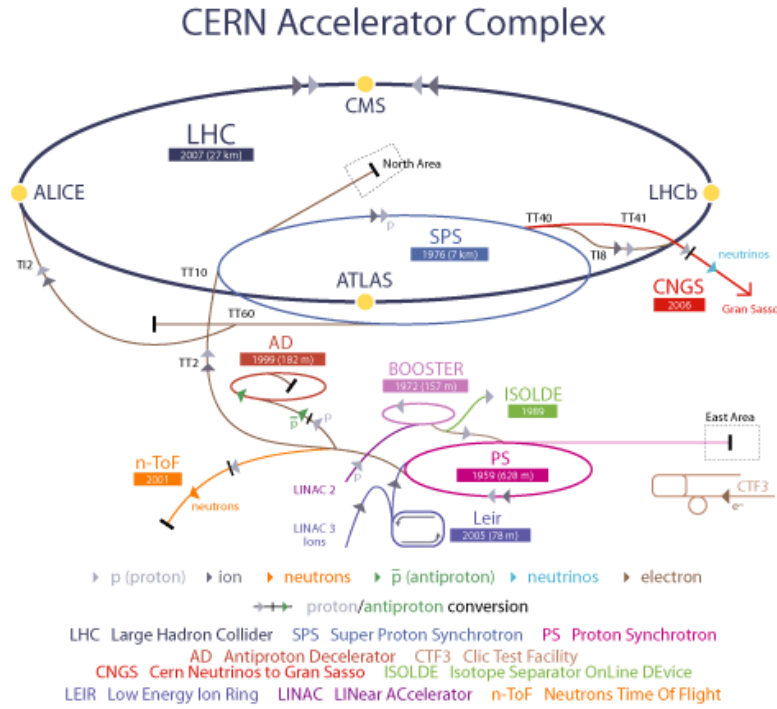 CERN Accelerator Complex
CMS
LHC
2007 (27 km)
North Area
ALICE
LHCb
TT40
TT41
p
SPS
1976 (7 km)
TI8
neutrinos
TI2
TT10
ATLAS
CNGS
2006
Gran Sasso
TT60
AD
1999 (182 m)
TT2
BOOSTER
1972 (157 m)
ISOLDE
1989
p
p̅
East Area
n-ToF
2001
PS
1959 (628 m)
p
LINAC 2
CTF3
neutrons
e-
LINAC 3
Ions
Leir
2005 (78 m)
p (proton) ion neutrons p̅ (antiproton) neutrinos electron
proton/antiproton conversion
LHC Large Hadron Collider SPS Super Proton Synchrotron PS Proton Synchrotron
AD Antiproton Decelerator CTF3 Clic Test Facility
CNGS Cern Neutrinos to Gran Sasso ISOLDE Isotope Separator OnLine DEvice
LEIR Low Energy Ion Ring LINAC LINear ACcelerator n-ToF Neutrons Time Of Flight